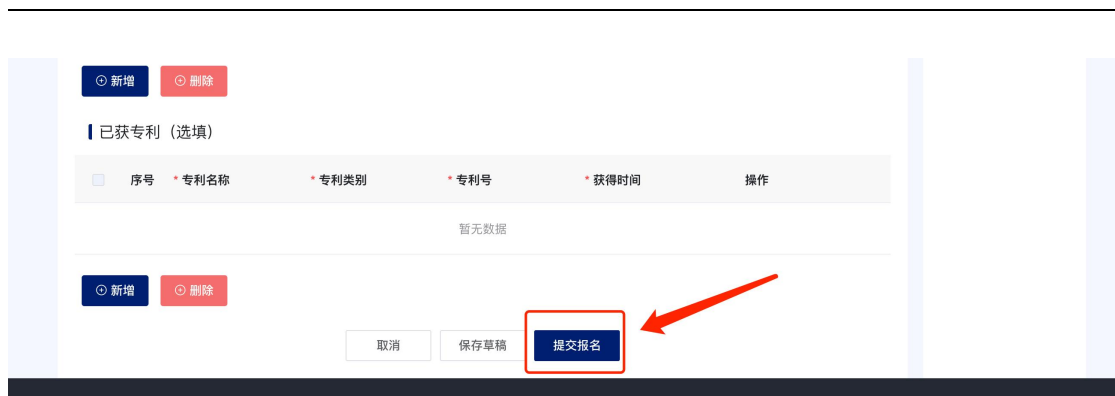 新增 删除
已获专利（选填）
序号 * 专利名称 * 专利类别 * 专利号 * 获得时间 操作
暂无数据
新增 删除
取消 保存草稿 提交报名